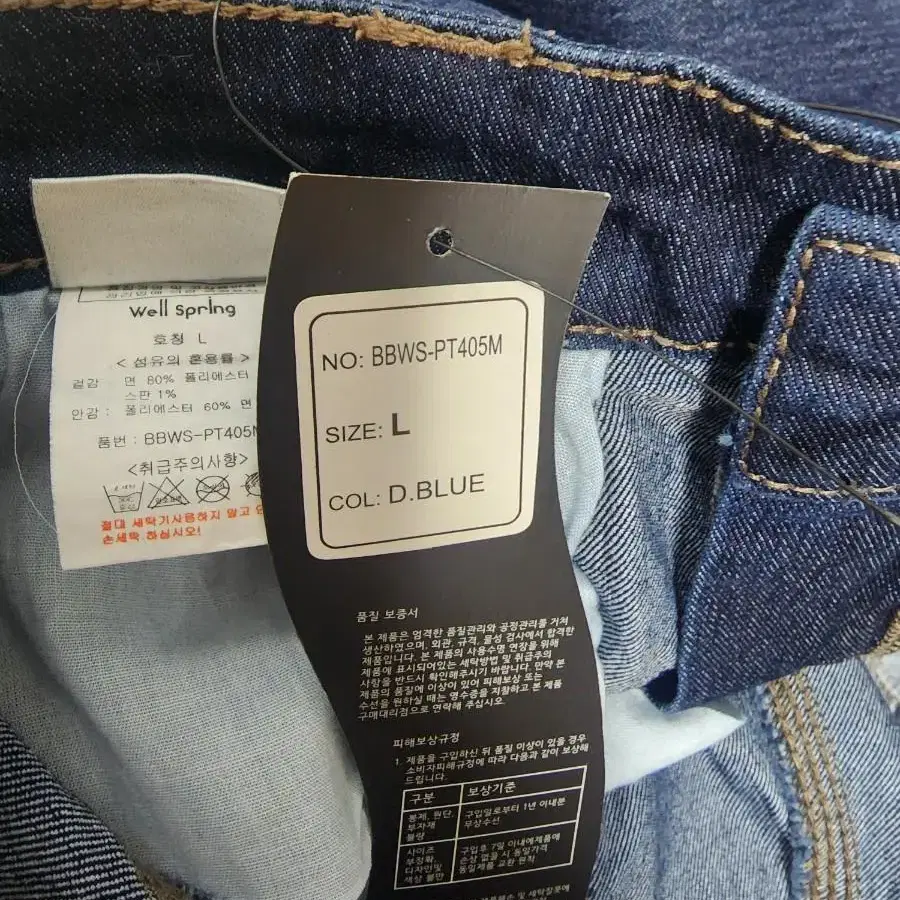 Well Spring
호칭 L
< 섬유의 혼용률 >
겉감 : 면 80% 폴리에스터
스판 1%
안감 : 폴리에스터 60% 면
품번 : BBWS-PT405M
<취급주의사항>
절대 세탁기사용하지 말고
손세탁 하십시오!
NO: BBWS-PT405M
SIZE: L
COL: D.BLUE
품질 보증서
본 제품은 엄격한 품질관리와 공정관리를 거쳐
생산하였으며, 외관, 규격, 물성 검사에서 합격한
제품입니다. 본 제품의 사용수명 연장을 위해
제품에 표시되어있는 세탁방법 및 취급주의
사항을 반드시 확인해주시기 바랍니다. 만약 본
제품의 품질에 이상이 있어 피해보상 또는
수선을 원하실 때는 영수증을 지참하고 본 제품
구매대리점으로 연락해 주십시오.
피해보상규정
1. 제품을 구입하신 뒤 품질 이상이 있을 경우
소비자피해규정에 따라 다음과 같이 보상해
드립니다.
구분 보상기준
봉제, 원단, 부자재 불량 구입일로부터 1년 이내분 무상수선
사이즈 부정확, 디자인및 색상 불만 구입후 7일 이내에제품에 손상 없을 시 동일가격 동일제품 교환 원칙